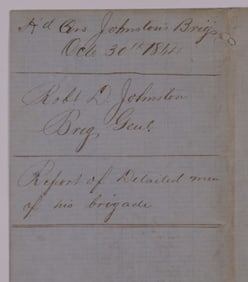 Hd Qrs Johnston's Brigade
Oct 30th 1864
Robt D Johnston
Brig Genl.
Report of Detailed men
of his brigade